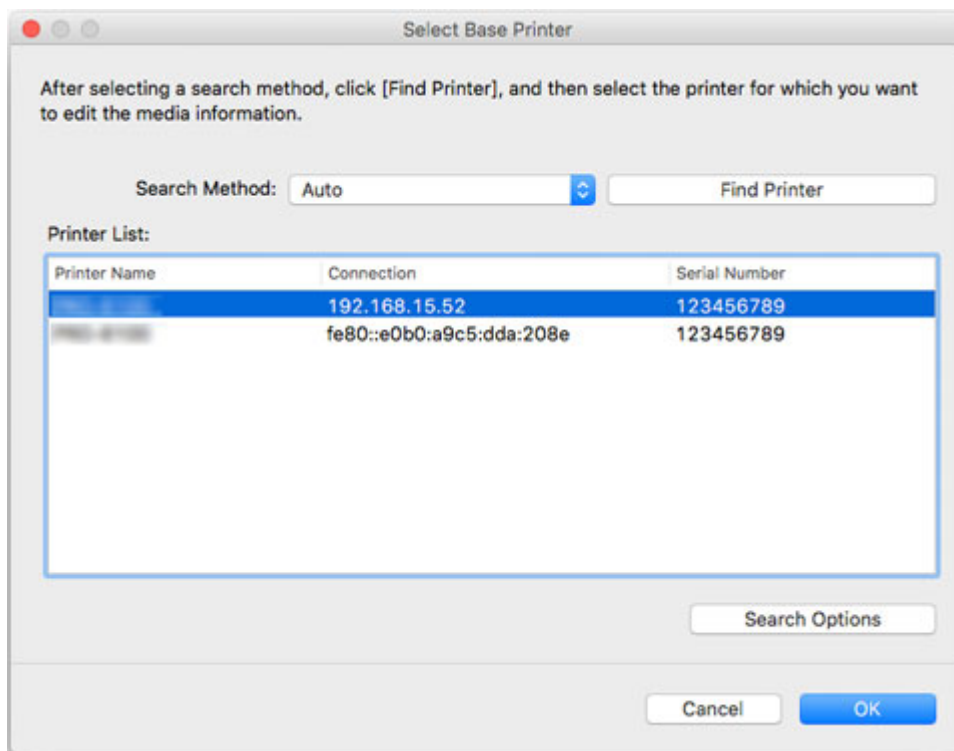 Select Base Printer
After selecting a search method, click [Find Printer], and then select the printer for which you want
to edit the media information.
Search Method: Auto Find Printer
Printer List:
Printer Name Connection Serial Number
192.168.15.52 123456789
fe80::e0b0:a9c5:dda:208e 123456789
Search Options
Cancel OK